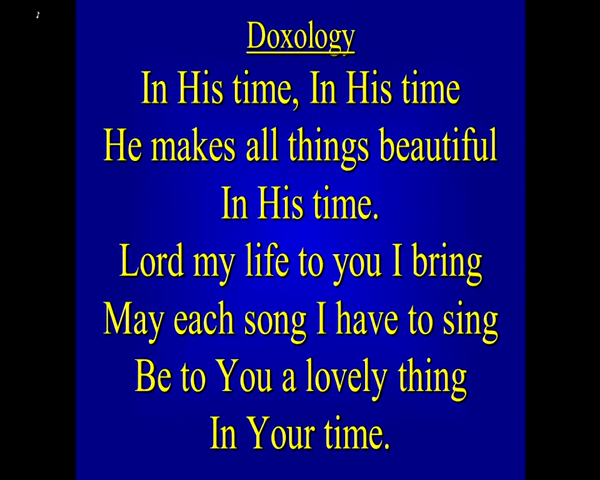 Doxology
In His time, In His time
He makes all things beautiful
In His time.
Lord my life to you I bring
May each song I have to sing
Be to You a lovely thing
In Your time.